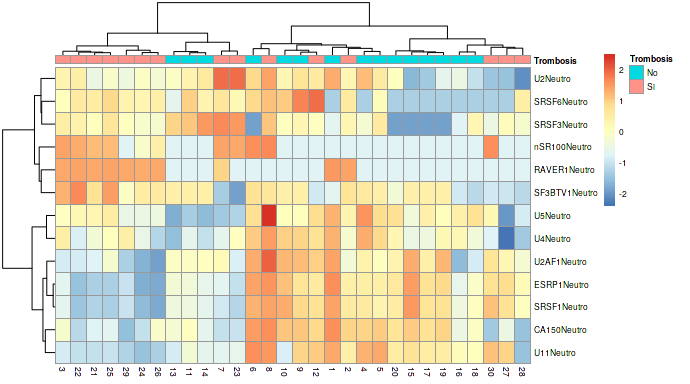 Trombosis
U2Neutro
SRSF6Neutro
SRSF3Neutro
nSR100Neutro
RAVER1Neutro
SF3BTV1Neutro
U5Neutro
U4Neutro
U2AF1Neutro
ESRP1Neutro
SRSF1Neutro
CA150Neutro
U11Neutro
3 22 21 25 29 24 26 13 11 14 7 23 6 8 10 9 12 1 2 4 5 20 15 17 19 16 18 30 27 28
2
1
0
-1
-2
Trombosis
No
SI